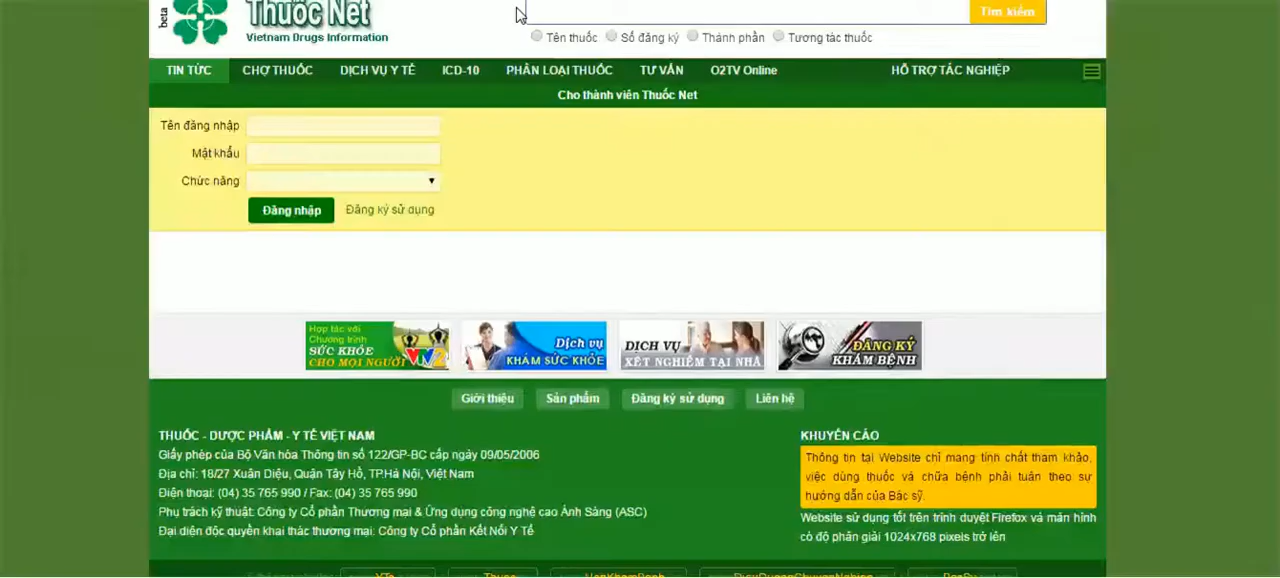 beta
Thuốc Net
Vietnam Drugs Information
Tìm kiếm
Tên thuốc Số đăng ký Thành phần Tương tác thuốc
TIN TỨC CHỢ THUỐC DỊCH VỤ Y TẾ ICD-10 PHÂN LOẠI THUỐC TƯ VẤN O2TV Online HỖ TRỢ TÁC NGHIỆP
Cho thành viên Thuốc Net
Tên đăng nhập
Mật khẩu
Chức năng
Đăng nhập Đăng ký sử dụng
Hợp tác với
Chương trình
SỨC KHỎE
CHO MỌI NGƯỜI VTV2
Dịch vụ
KHÁM SỨC KHỎE
DỊCH VỤ
XÉT NGHIỆM TẠI NHÀ
ĐĂNG KÝ
KHÁM BỆNH
Giới thiệu Sản phẩm Đăng ký sử dụng Liên hệ
THUỐC - DƯỢC PHẨM - Y TẾ VIỆT NAM
Giấy phép của Bộ Văn hóa Thông tin số 122/GP-BC cấp ngày 09/05/2006
Địa chỉ: 18/27 Xuân Diệu, Quận Tây Hồ, TP.Hà Nội, Việt Nam
Điện thoại: (04) 35 765 990 / Fax: (04) 35 765 990
Phụ trách kỹ thuật: Công ty Cổ phần Thương mại & Ứng dụng công nghệ cao Ánh Sáng (ASC)
Đại diện độc quyền khai thác thương mại: Công ty Cổ phần Kết Nối Y Tế
KHUYẾN CÁO
Thông tin tại Website chỉ mang tính chất tham khảo,
việc dùng thuốc và chữa bệnh phải tuân theo sự
hướng dẫn của Bác sỹ.
Website sử dụng tốt trên trình duyệt Firefox và màn hình
có độ phân giải 1024x768 pixels trở lên